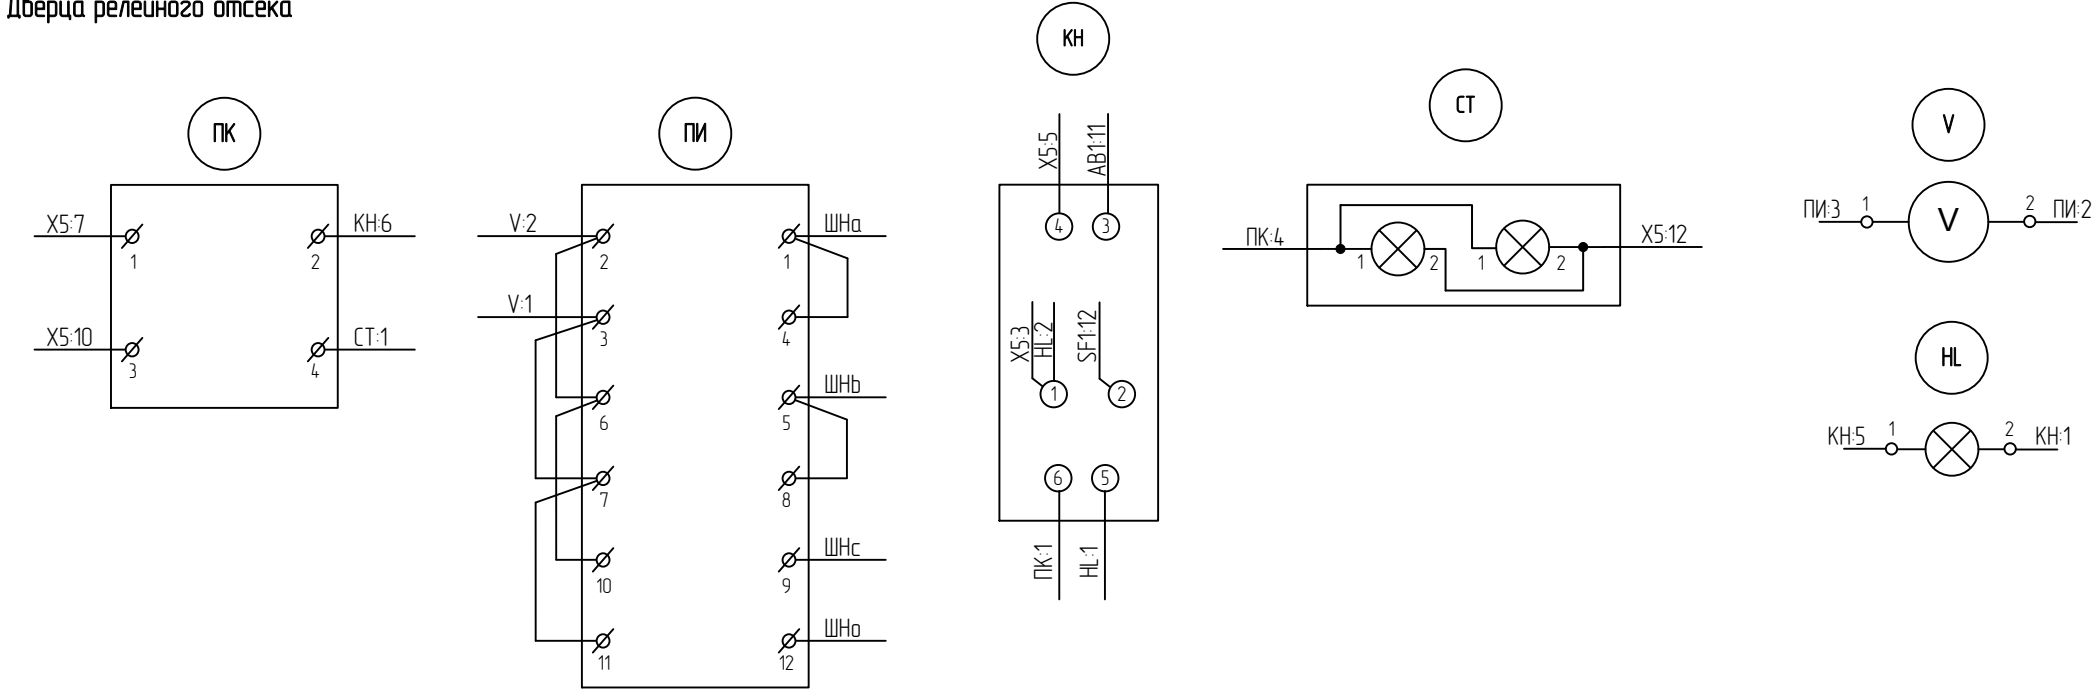 Дверца релейного отсека
ПК
X5:7
1
КН:6
2
X5:10
3
СТ:1
4
ПИ
V:2
2
ШНа
1
V:1
3
4
6
ШНb
5
7
8
10
ШНc
9
11
ШНо
12
КН
X5:5
АВ1:11
4
3
X5:3
HL:2
SF1:12
1
2
6
5
ПК:1
HL:1
СТ
ПК:4
1
2
1
2
X5:12
V
ПИ:3
1
V
2
ПИ:2
HL
КН:5
1
2
КН:1